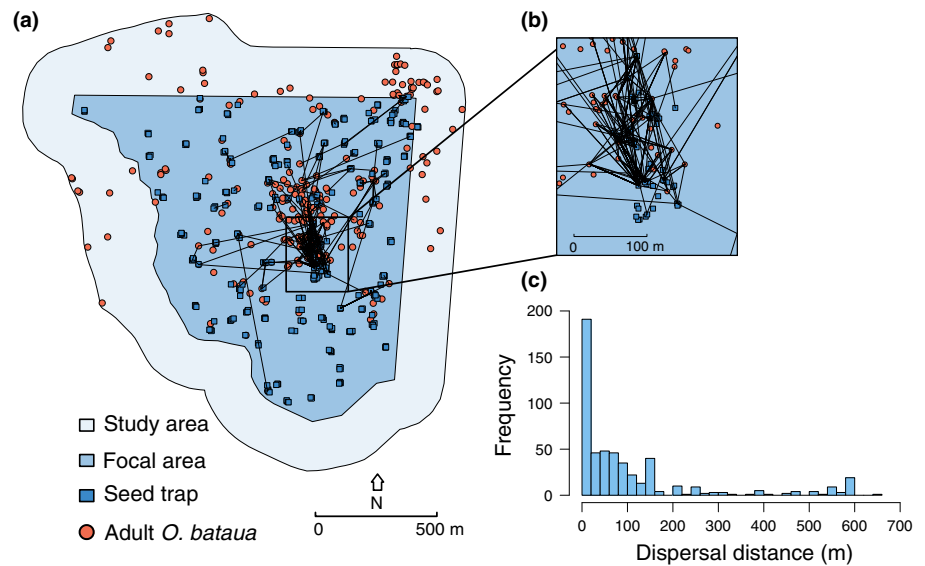 (a)
Study area
Focal area
Seed trap
Adult O. bataua
N
0 500 m
(b)
0 100 m
(c)
Frequency
200
150
100
50
0
0 100 200 300 400 500 600 700
Dispersal distance (m)